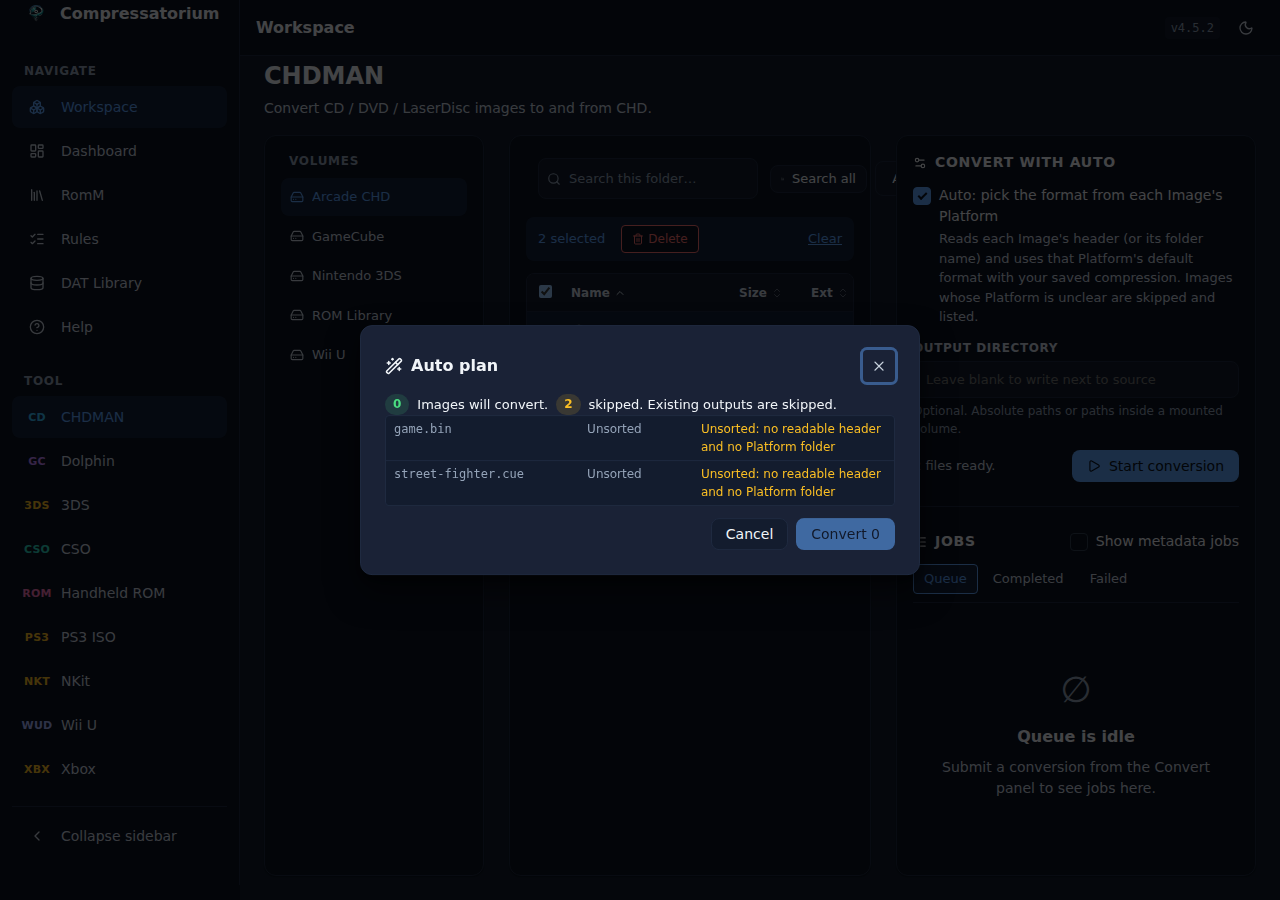 Compressatorium
Workspace
v4.5.2
NAVIGATE
Workspace
Dashboard
RomM
Rules
DAT Library
Help
TOOL
CD CHDMAN
GC Dolphin
3DS 3DS
CSO CSO
ROM Handheld ROM
PS3 PS3 ISO
NKT NKit
WUD Wii U
XBX Xbox
Collapse sidebar
CHDMAN
Convert CD / DVD / LaserDisc images to and from CHD.
VOLUMES
Arcade CHD
GameCube
Nintendo 3DS
ROM Library
Wii U
Search this folder…
Search all
2 selected
Delete
Clear
Name
Size
Ext
CONVERT WITH AUTO
Auto: pick the format from each Image's
Platform
Reads each Image's header (or its folder
name) and uses that Platform's default
format with your saved compression. Images
whose Platform is unclear are skipped and
listed.
OUTPUT DIRECTORY
Leave blank to write next to source
Optional. Absolute paths or paths inside a mounted
volume.
files ready.
Start conversion
JOBS
Show metadata jobs
Queue
Completed
Failed
Queue is idle
Submit a conversion from the Convert
panel to see jobs here.
Auto plan
0 Images will convert. 2 skipped. Existing outputs are skipped.
game.bin Unsorted Unsorted: no readable header
and no Platform folder
street-fighter.cue Unsorted Unsorted: no readable header
and no Platform folder
Cancel
Convert 0